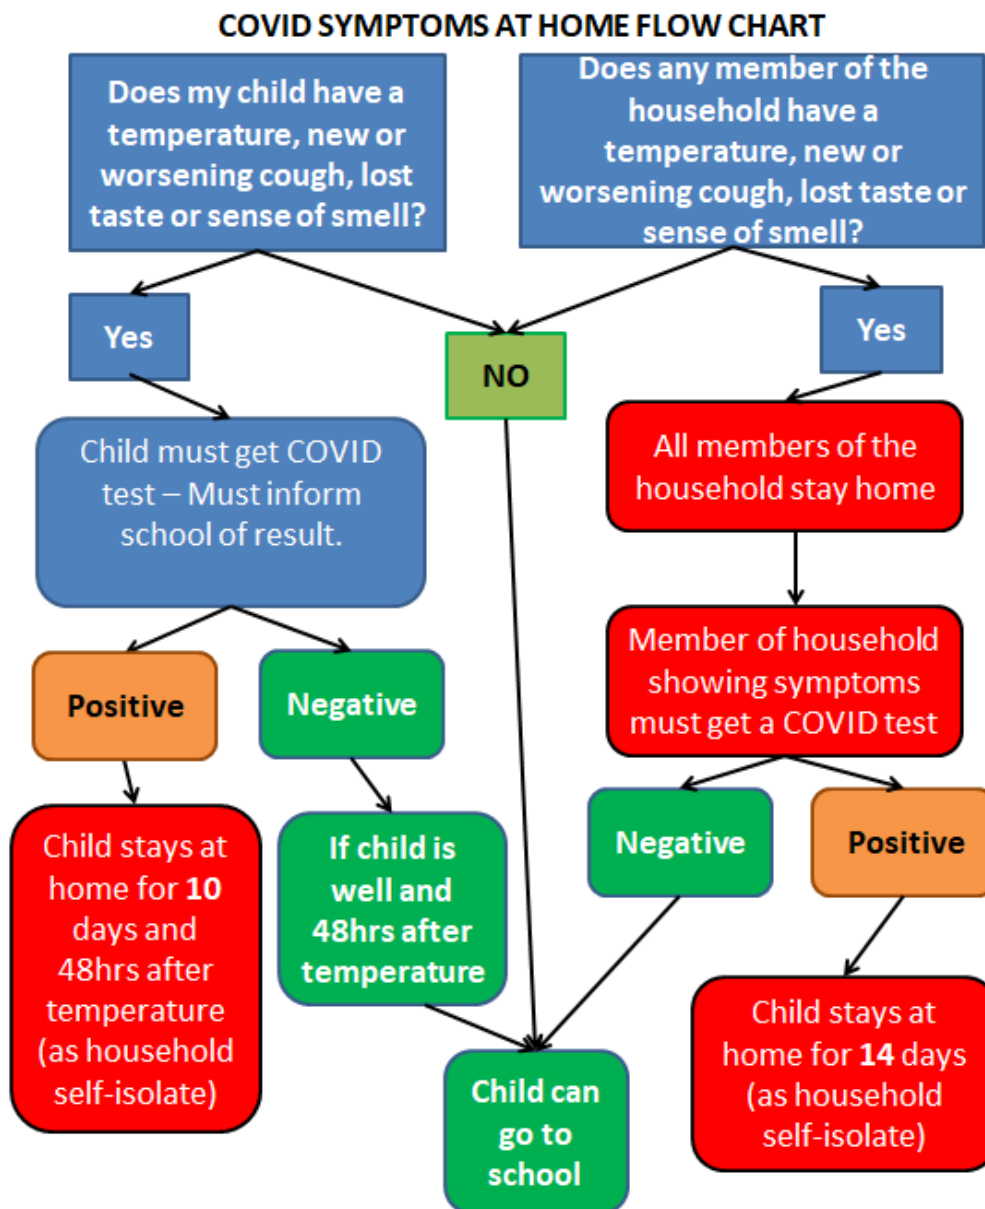 COVID SYMPTOMS AT HOME FLOW CHART
Does my child have a
temperature, new or
worsening cough, lost
taste or sense of smell?
Does any member of the
household have a
temperature, new or
worsening cough, lost taste or
sense of smell?
Yes
NO
Yes
Child must get COVID
test – Must inform
school of result.
All members of the
household stay home
Positive
Negative
Member of household
showing symptoms
must get a COVID test
Child stays at
home for 10
days and
48hrs after
temperature
(as household
self-isolate)
If child is
well and
48hrs after
temperature
Negative
Positive
Child can
go to
school
Child stays at
home for 14 days
(as household
self-isolate)